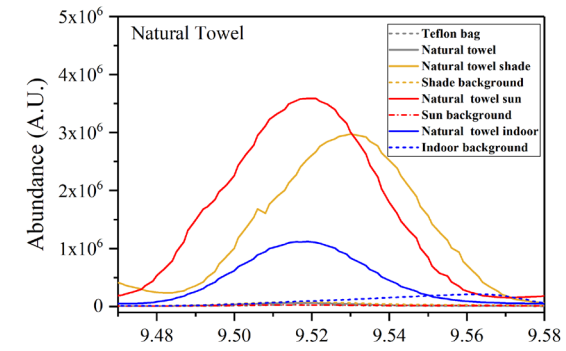 Natural Towel
Teflon bag
Natural towel
Natural towel shade
Shade background
Natural towel sun
Sun background
Natural towel indoor
Indoor background
Abundance (A.U.)
5x10⁶
4x10⁶
3x10⁶
2x10⁶
1x10⁶
0
9.48 9.50 9.52 9.54 9.56 9.58